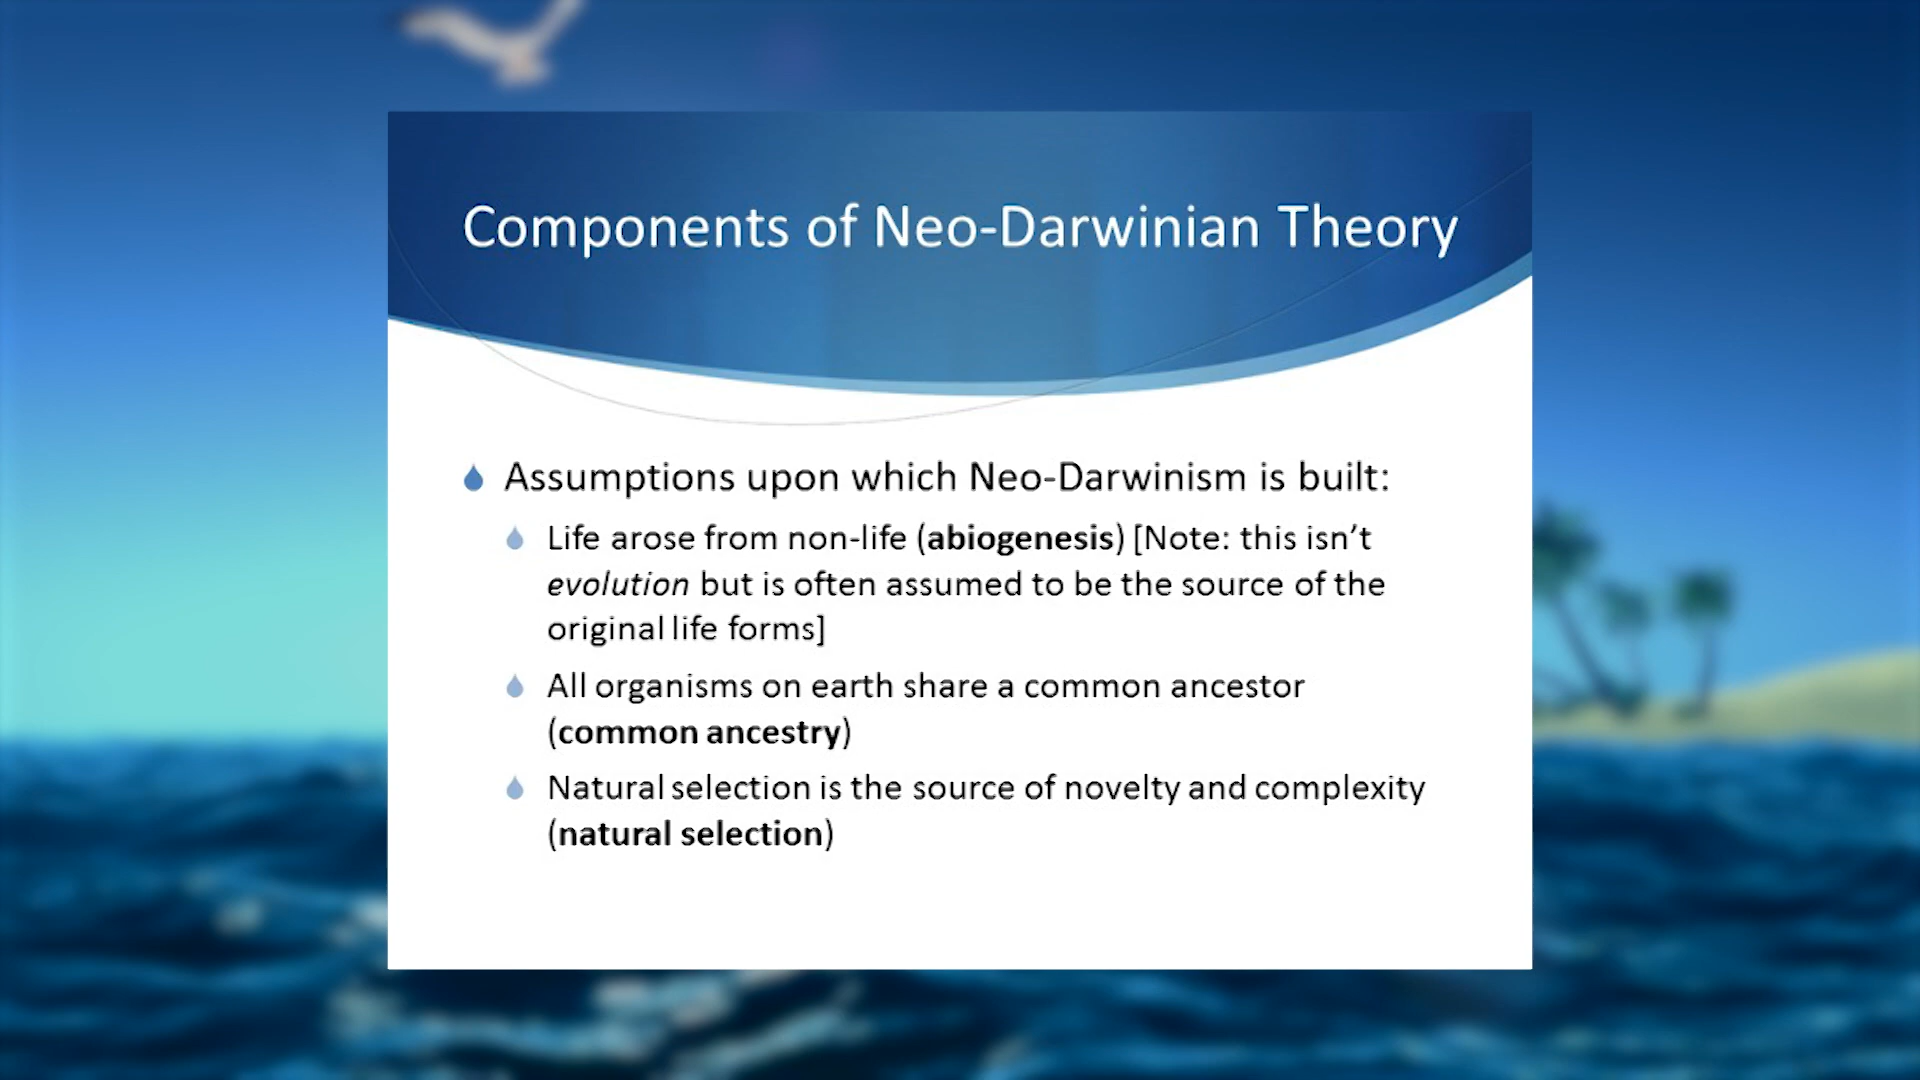 Components of Neo-Darwinian Theory
Assumptions upon which Neo-Darwinism is built:
Life arose from non-life (abiogenesis) [Note: this isn’t
evolution but is often assumed to be the source of the
original life forms]
All organisms on earth share a common ancestor
(common ancestry)
Natural selection is the source of novelty and complexity
(natural selection)